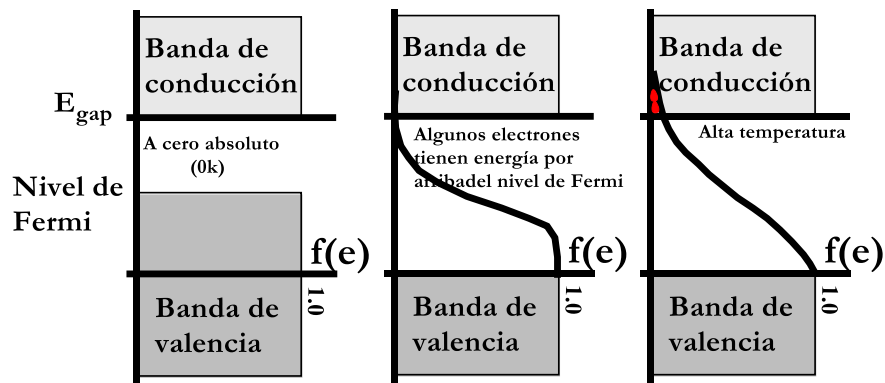 Banda de
conducción
E gap
A cero absoluto
(0k)
Nivel de
Fermi
f(e)
1.0
Banda de
valencia
Banda de
conducción
Algunos electrones
tienen energía por
arribadel nivel de Fermi
f(e)
1.0
Banda de
valencia
Banda de
conducción
Alta temperatura
f(e)
1.0
Banda de
valencia